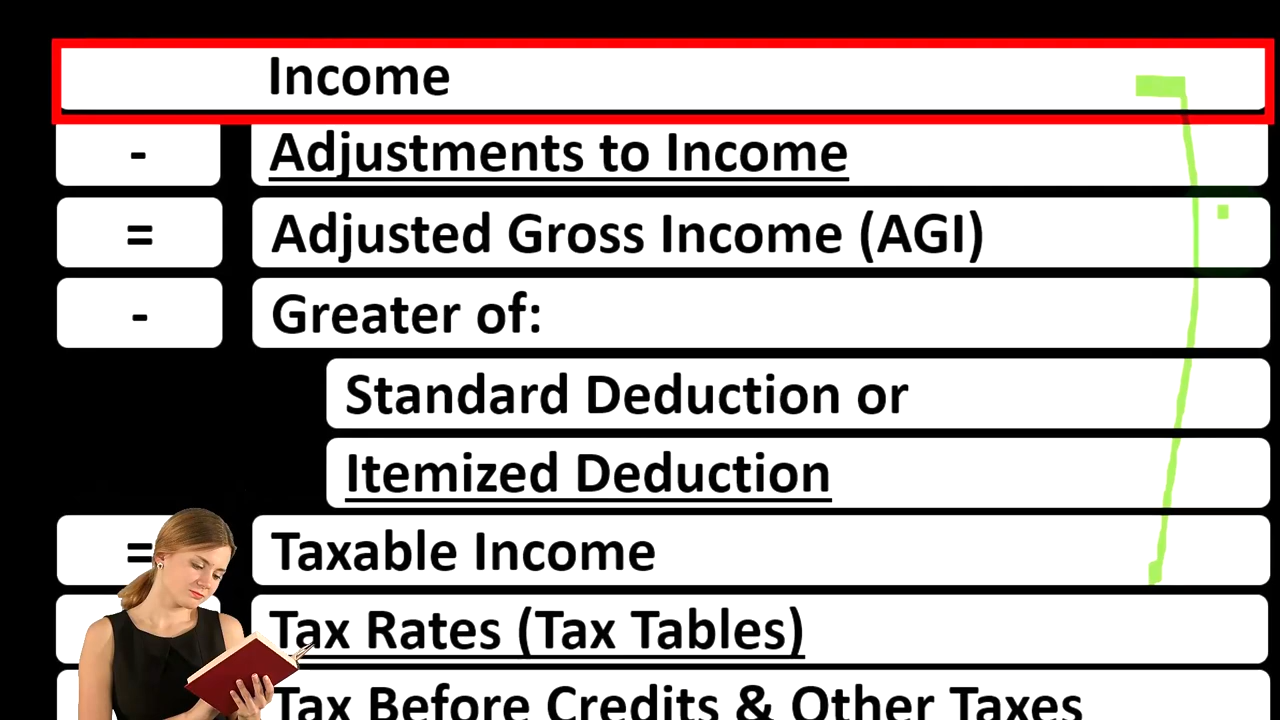 Income
- Adjustments to Income
= Adjusted Gross Income (AGI)
- Greater of:
Standard Deduction or
Itemized Deduction
= Taxable Income
Tax Rates (Tax Tables)
Tax Before Credits & Other Taxes